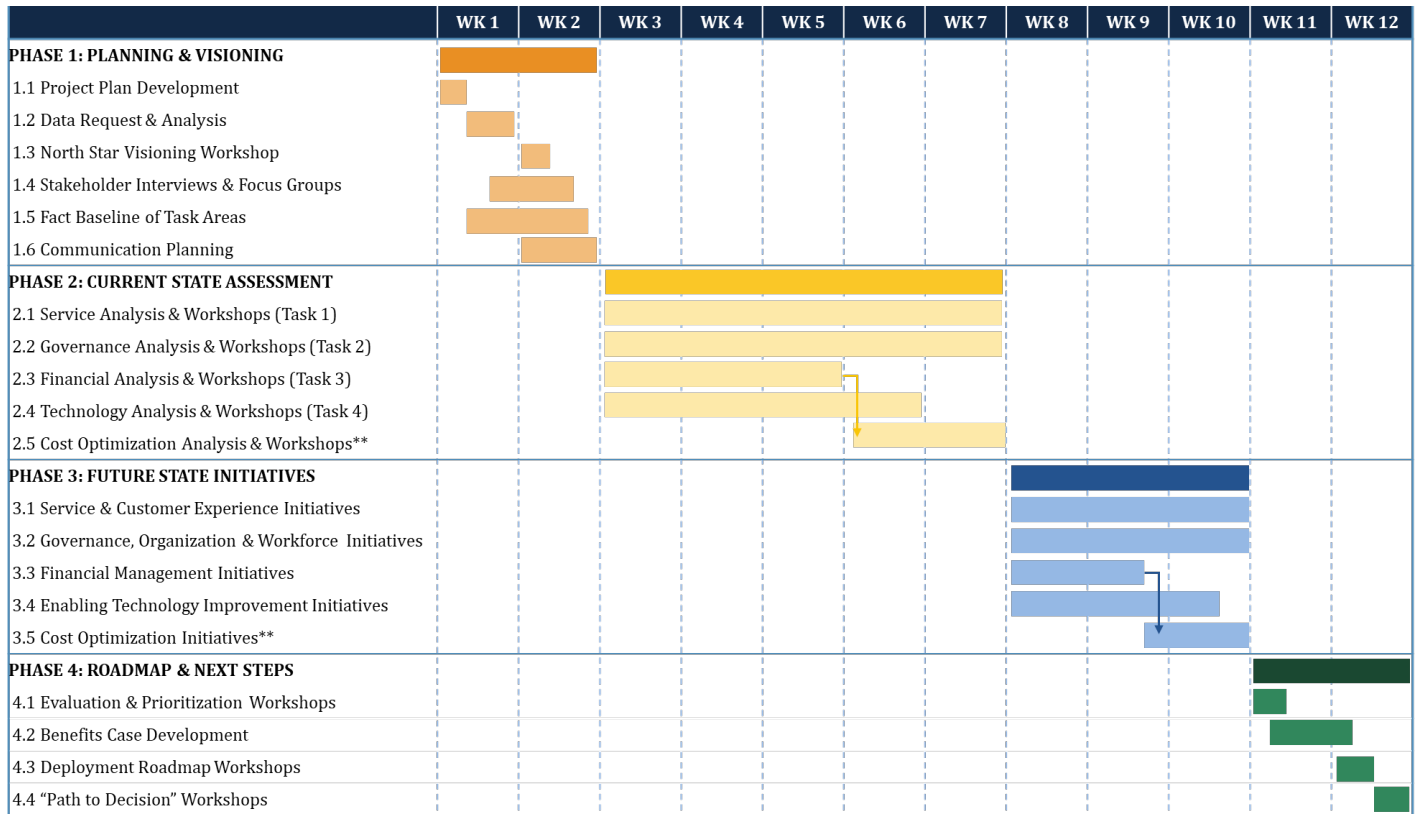 WK 1 WK 2 WK 3 WK 4 WK 5 WK 6 WK 7 WK 8 WK 9 WK 10 WK 11 WK 12
PHASE 1: PLANNING & VISIONING
1.1 Project Plan Development
1.2 Data Request & Analysis
1.3 North Star Visioning Workshop
1.4 Stakeholder Interviews & Focus Groups
1.5 Fact Baseline of Task Areas
1.6 Communication Planning
PHASE 2: CURRENT STATE ASSESSMENT
2.1 Service Analysis & Workshops (Task 1)
2.2 Governance Analysis & Workshops (Task 2)
2.3 Financial Analysis & Workshops (Task 3)
2.4 Technology Analysis & Workshops (Task 4)
2.5 Cost Optimization Analysis & Workshops**
PHASE 3: FUTURE STATE INITIATIVES
3.1 Service & Customer Experience Initiatives
3.2 Governance, Organization & Workforce Initiatives
3.3 Financial Management Initiatives
3.4 Enabling Technology Improvement Initiatives
3.5 Cost Optimization Initiatives**
PHASE 4: ROADMAP & NEXT STEPS
4.1 Evaluation & Prioritization Workshops
4.2 Benefits Case Development
4.3 Deployment Roadmap Workshops
4.4 “Path to Decision” Workshops